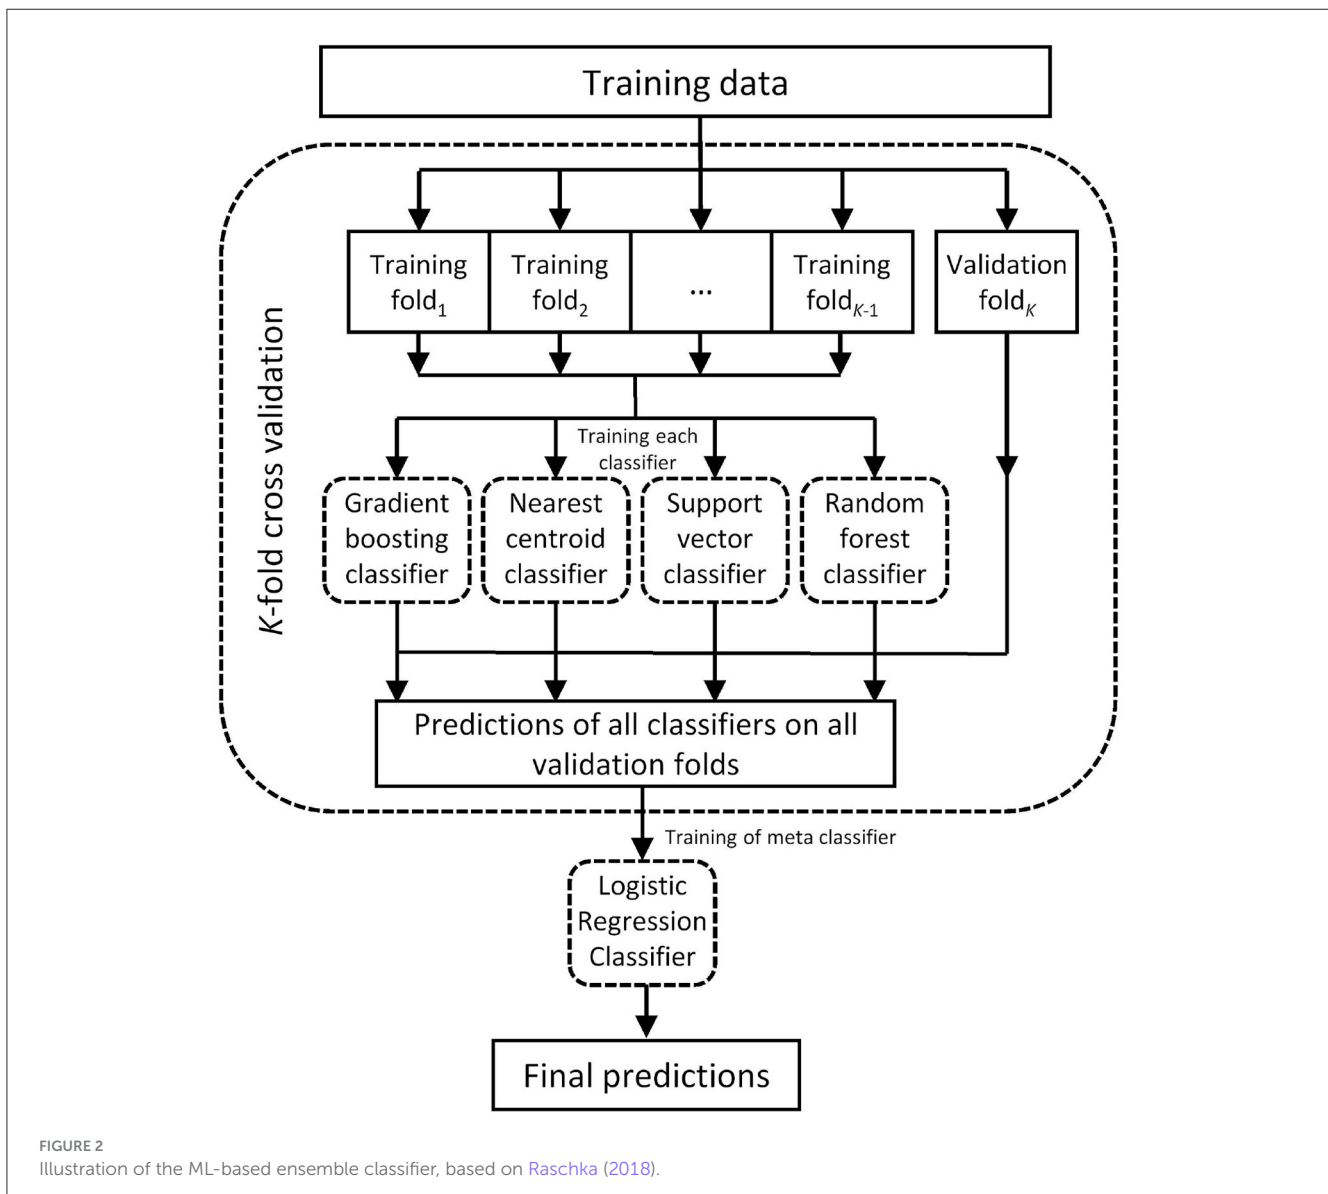 Training data
K-fold cross validation
Training
fold1
Training
fold2
...
Training
foldK-1
Validation
foldK
Training each
classifier
Gradient
boosting
classifier
Nearest
centroid
classifier
Support
vector
classifier
Random
forest
classifier
Predictions of all classifiers on all
validation folds
Training of meta classifier
Logistic
Regression
Classifier
Final predictions
FIGURE 2
Illustration of the ML-based ensemble classifier, based on Raschka (2018).